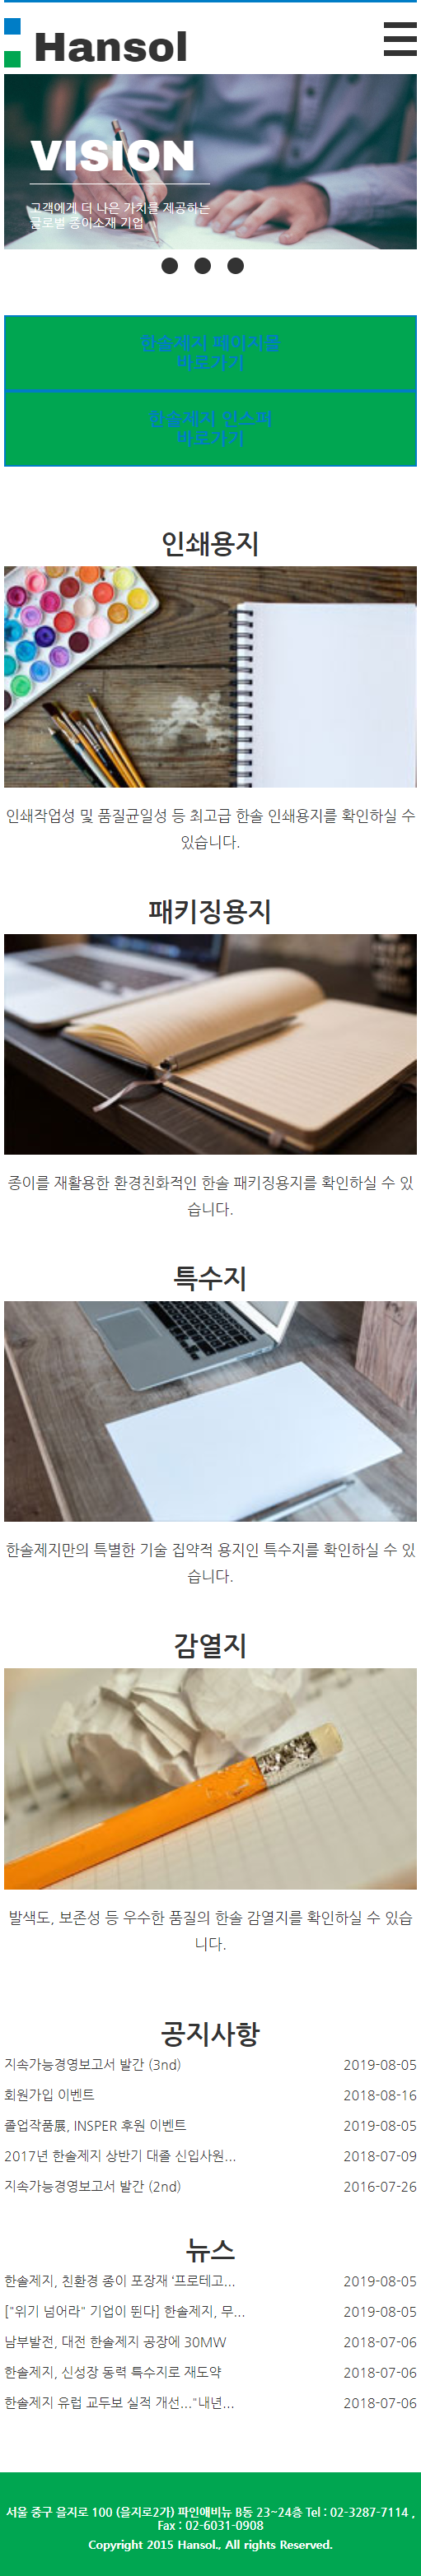 Hansol
VISION
고객에게 더 나은 가치를 제공하는
글로벌 종이소재 기업
한솔제지 페이지몰
바로가기
한솔제지 인스퍼
바로가기
인쇄용지
인쇄작업성 및 품질균일성 등 최고급 한솔 인쇄용지를 확인하실 수
있습니다.
패키징용지
종이를 재활용한 환경친화적인 한솔 패키징용지를 확인하실 수 있
습니다.
특수지
한솔제지만의 특별한 기술 집약적 용지인 특수지를 확인하실 수 있
습니다.
감열지
발색도, 보존성 등 우수한 품질의 한솔 감열지를 확인하실 수 있습
니다.
공지사항
지속가능경영보고서 발간 (3nd) 2019-08-05
회원가입 이벤트 2018-08-16
졸업작품展, INSPER 후원 이벤트 2019-08-05
2017년 한솔제지 상반기 대졸 신입사원... 2018-07-09
지속가능경영보고서 발간 (2nd) 2016-07-26
뉴스
한솔제지, 친환경 종이 포장재 '프로테고... 2019-08-05
["위기 넘어라" 기업이 뛴다] 한솔제지, 무... 2019-08-05
남부발전, 대전 한솔제지 공장에 30MW 2018-07-06
한솔제지, 신성장 동력 특수지로 재도약 2018-07-06
한솔제지 유럽 교두보 실적 개선..."내년... 2018-07-06
서울 중구 을지로 100 (을지로2가) 파인애비뉴 B동 23~24층 Tel : 02-3287-7114 ,
Fax : 02-6031-0908
Copyright 2015 Hansol., All rights Reserved.